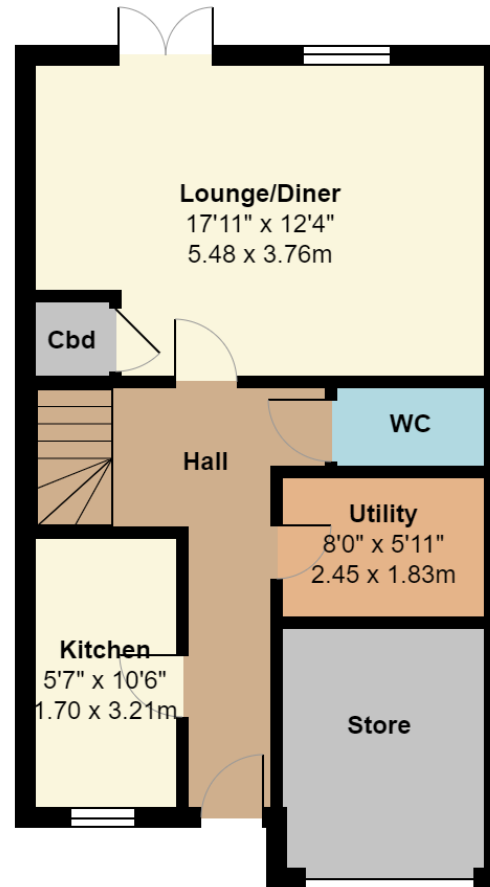 Lounge/Diner
17'11" x 12'4"
5.48 x 3.76m
Cbd
WC
Hall
Utility
8'0" x 5'11"
2.45 x 1.83m
Kitchen
5'7" x 10'6"
1.70 x 3.21m
Store